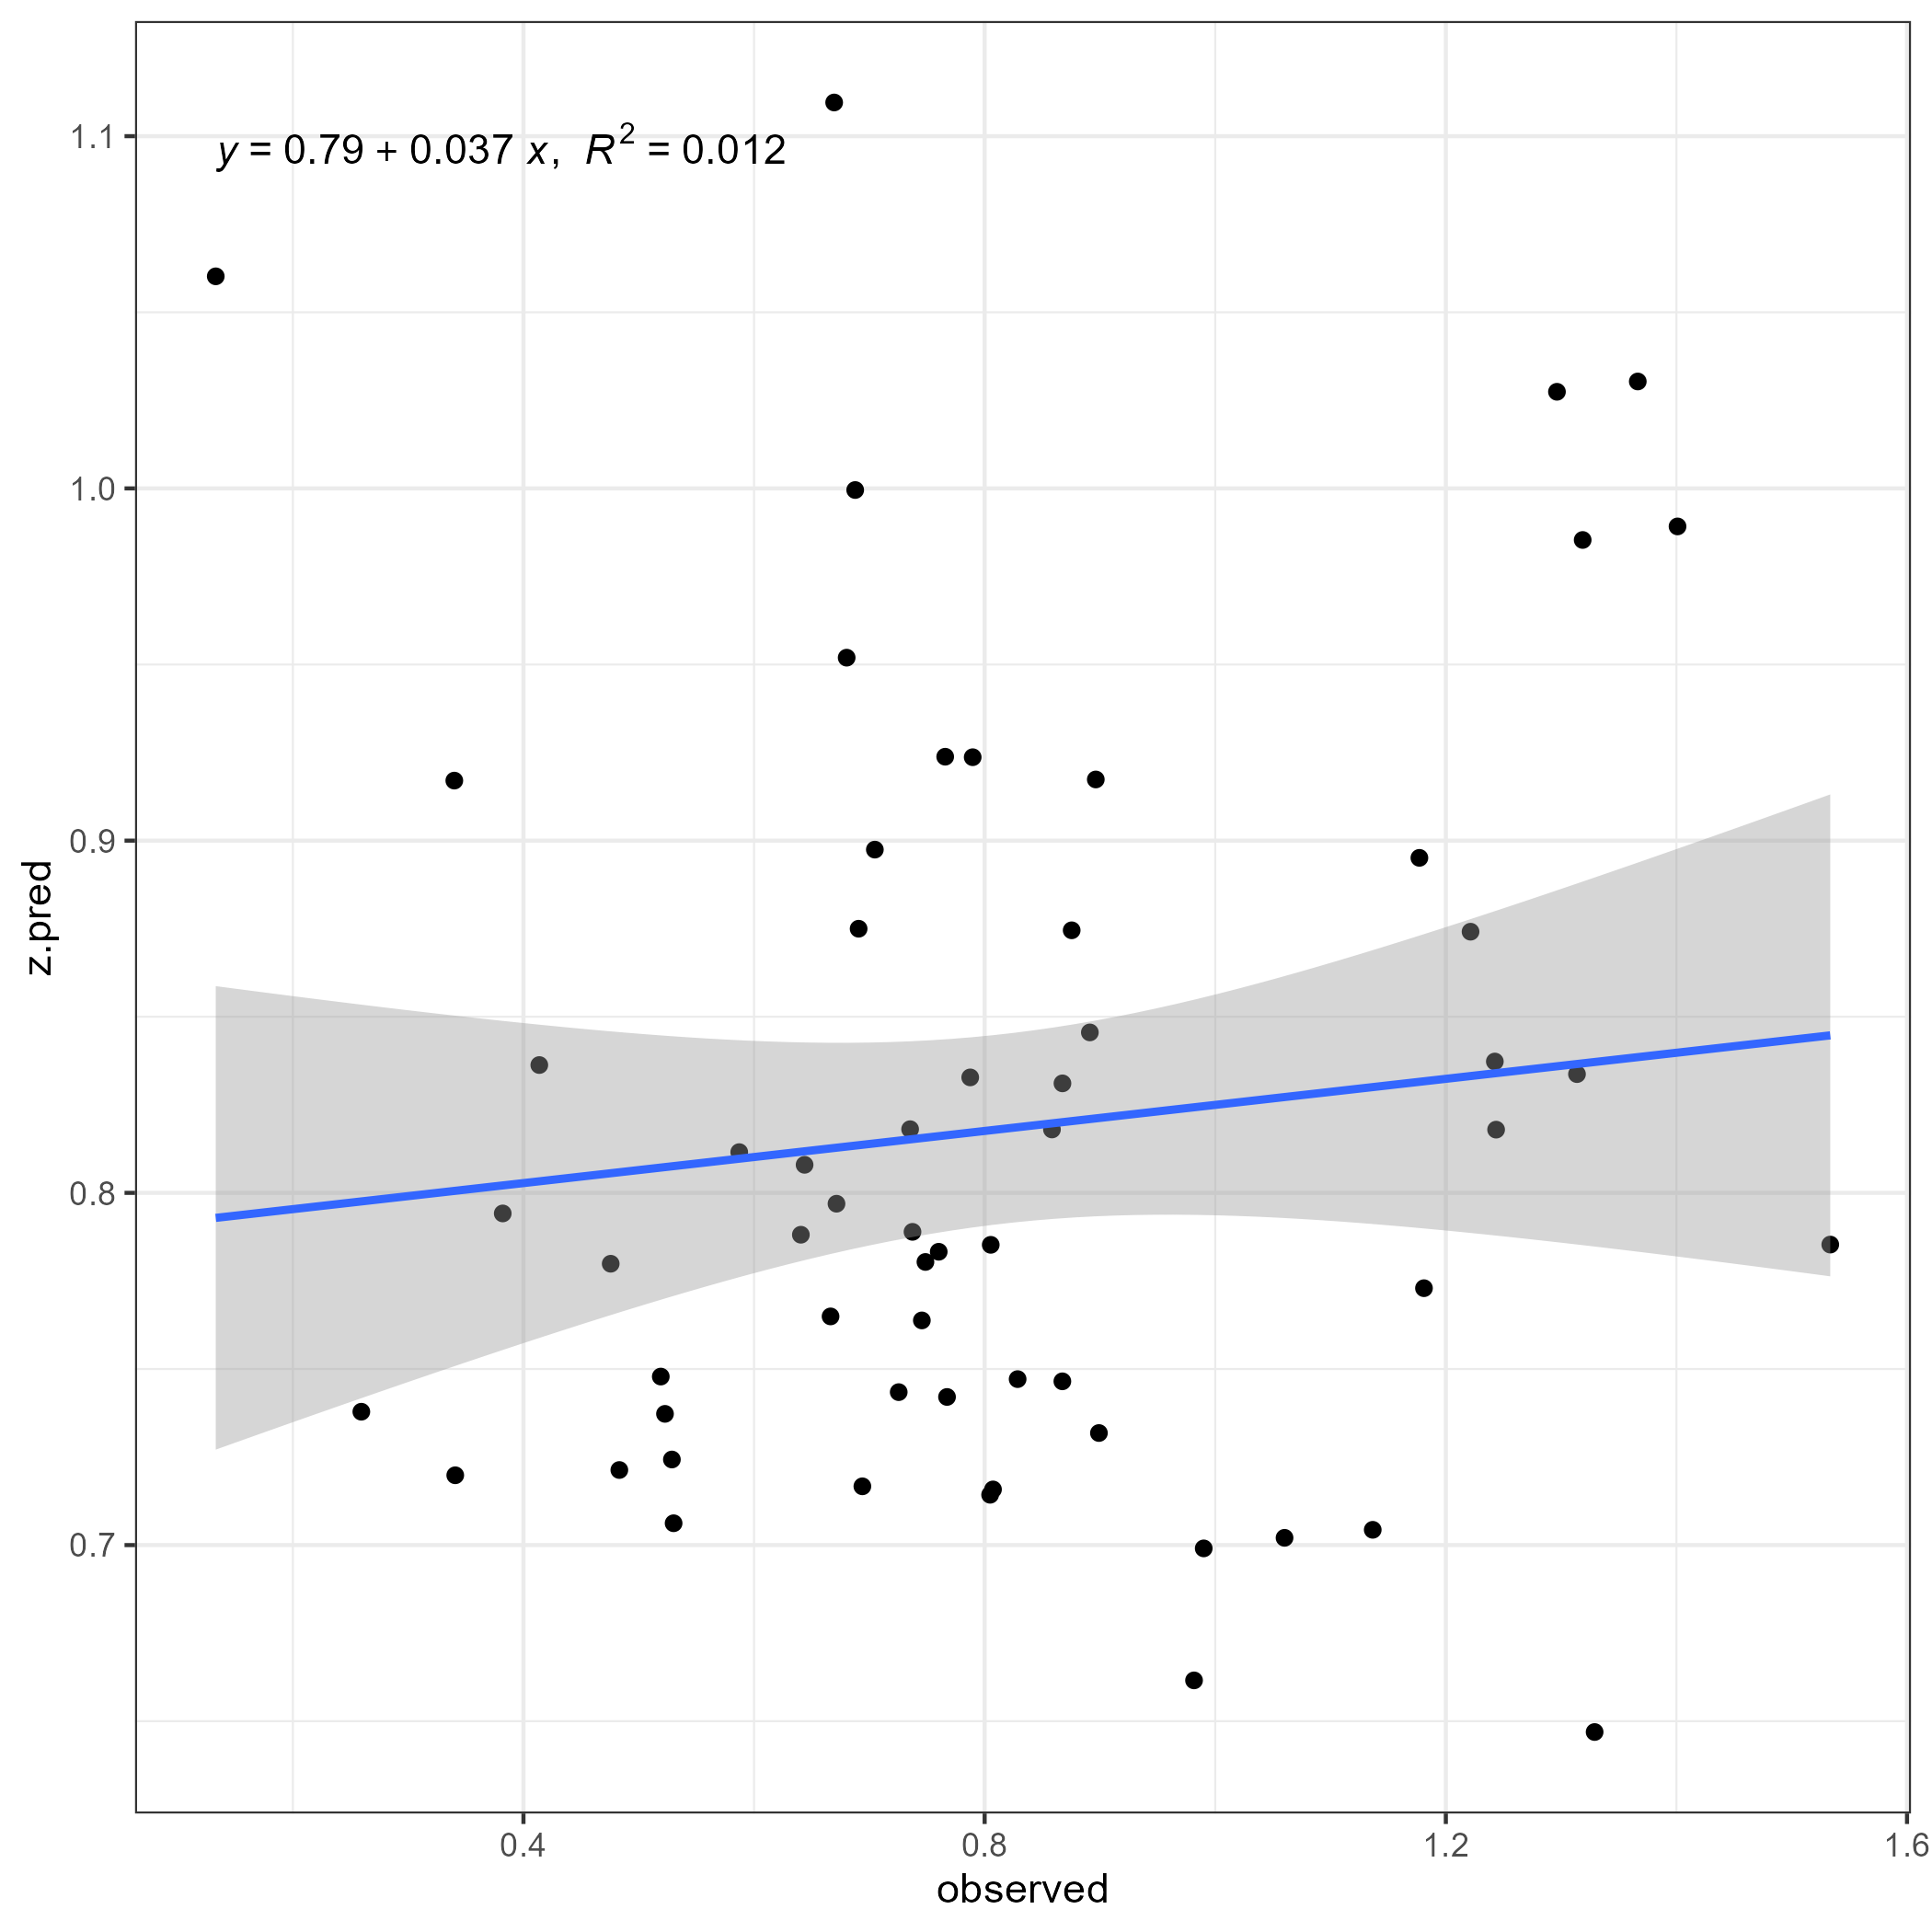 y = 0.79 + 0.037 x, R² = 0.012
1.1
1.0
0.9
0.8
0.7
z.pred
0.4 0.8 1.2 1.6
observed